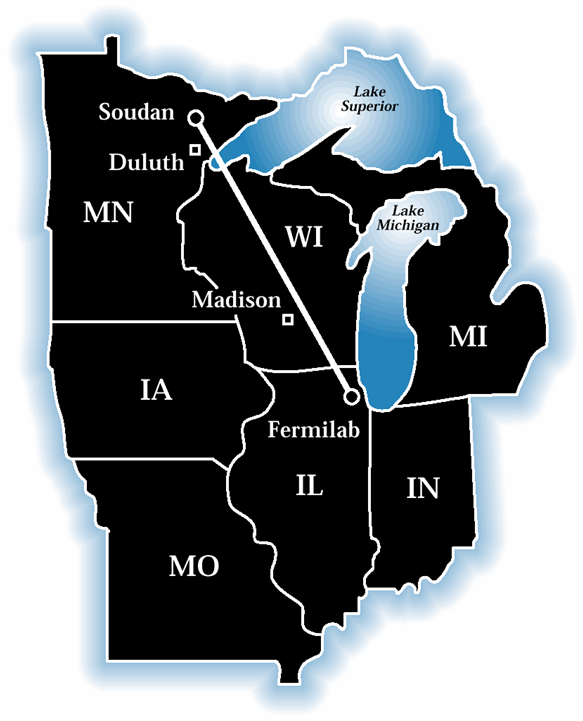 Lake
Superior
Soudan
Duluth
MN
Lake
Michigan
WI
Madison
MI
IA
Fermilab
IL
IN
MO